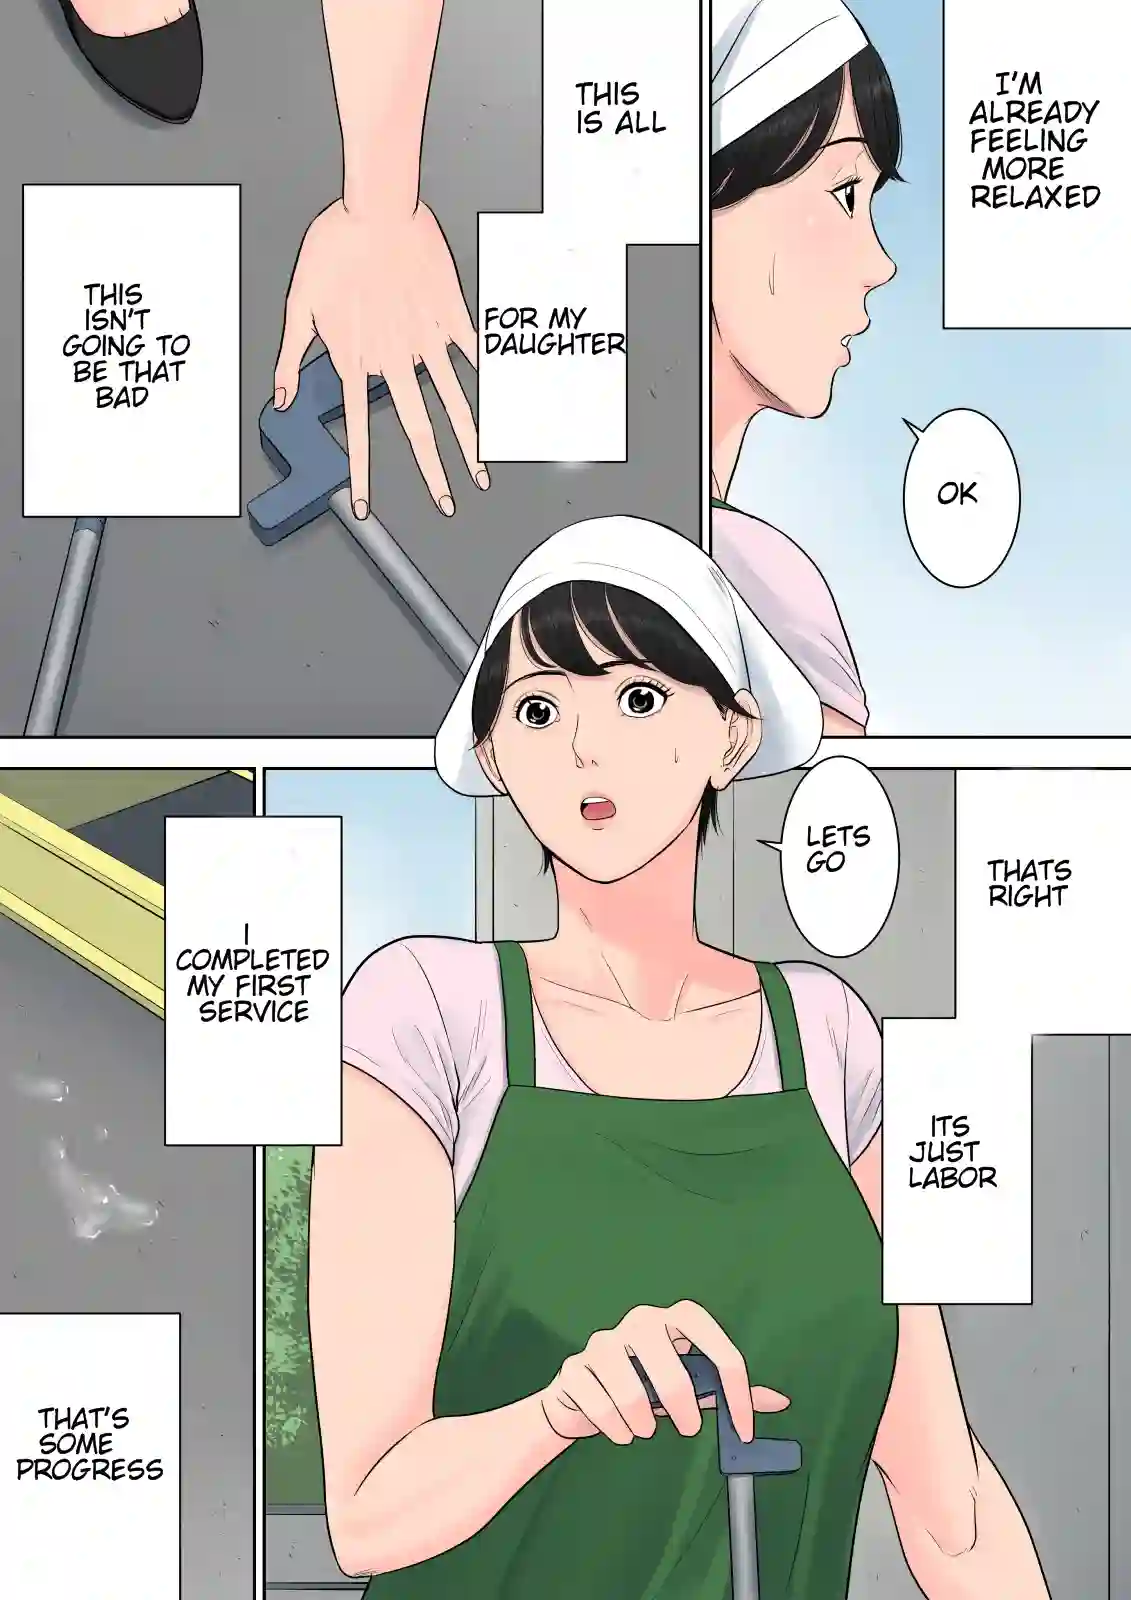 I'M
ALREADY
FEELING
MORE
RELAXED
OK
THIS
IS ALL
FOR MY
DAUGHTER
THIS
ISN'T
GOING TO
BE THAT
BAD
THATS
RIGHT
ITS
JUST
LABOR
LETS
GO
I
COMPLETED
MY FIRST
SERVICE
THAT'S
SOME
PROGRESS